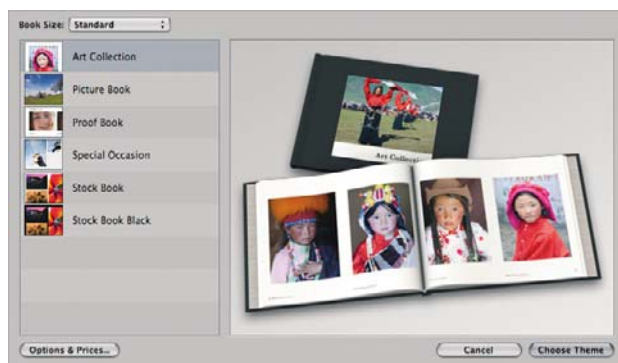 Book Size: Standard
Art Collection
Picture Book
Proof Book
Special Occasion
Stock Book
Stock Book Black
Art Collection
Options & Prices...
Cancel
Choose Theme